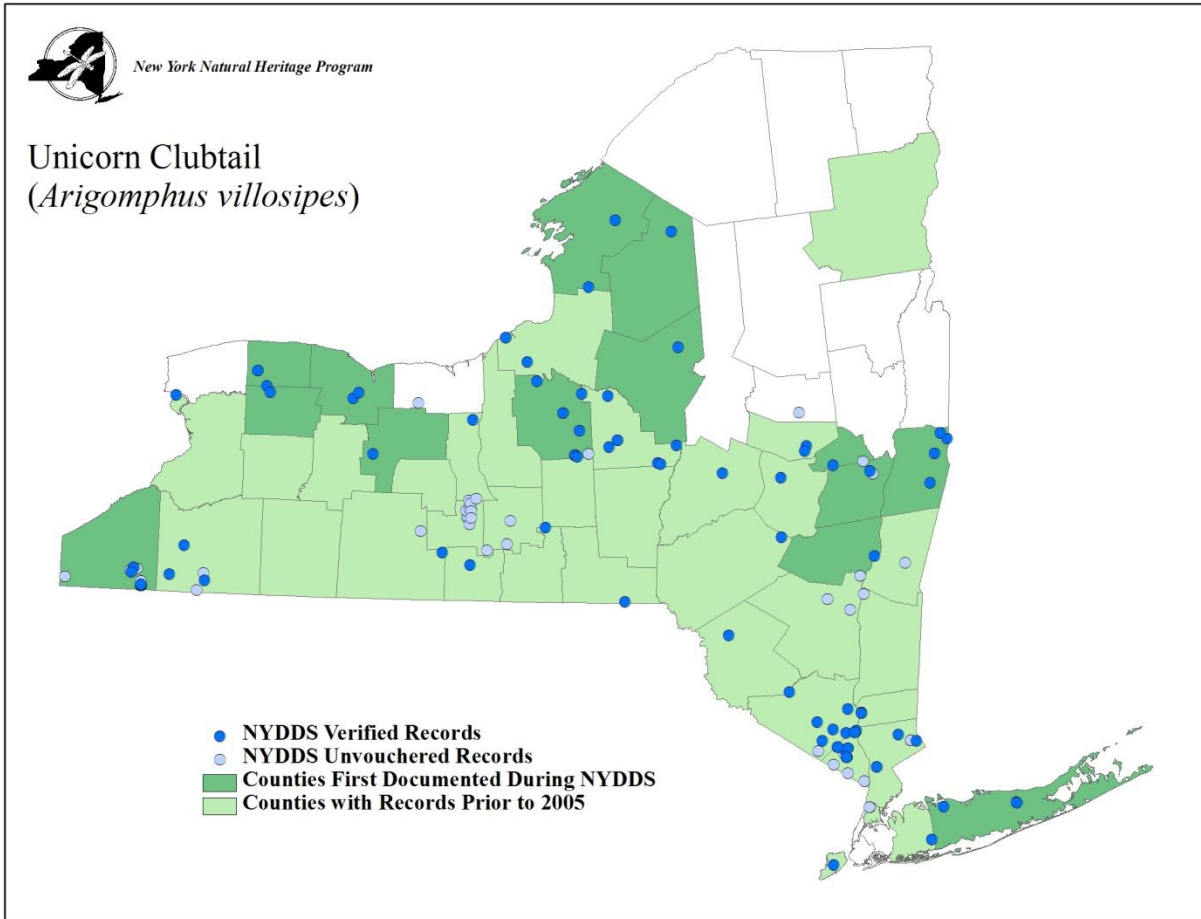 New York Natural Heritage Program
Unicorn Clubtail
(Arigomphus villosipes)
NYDDS Verified Records
NYDDS Unvouchered Records
Counties First Documented During NYDDS
Counties with Records Prior to 2005